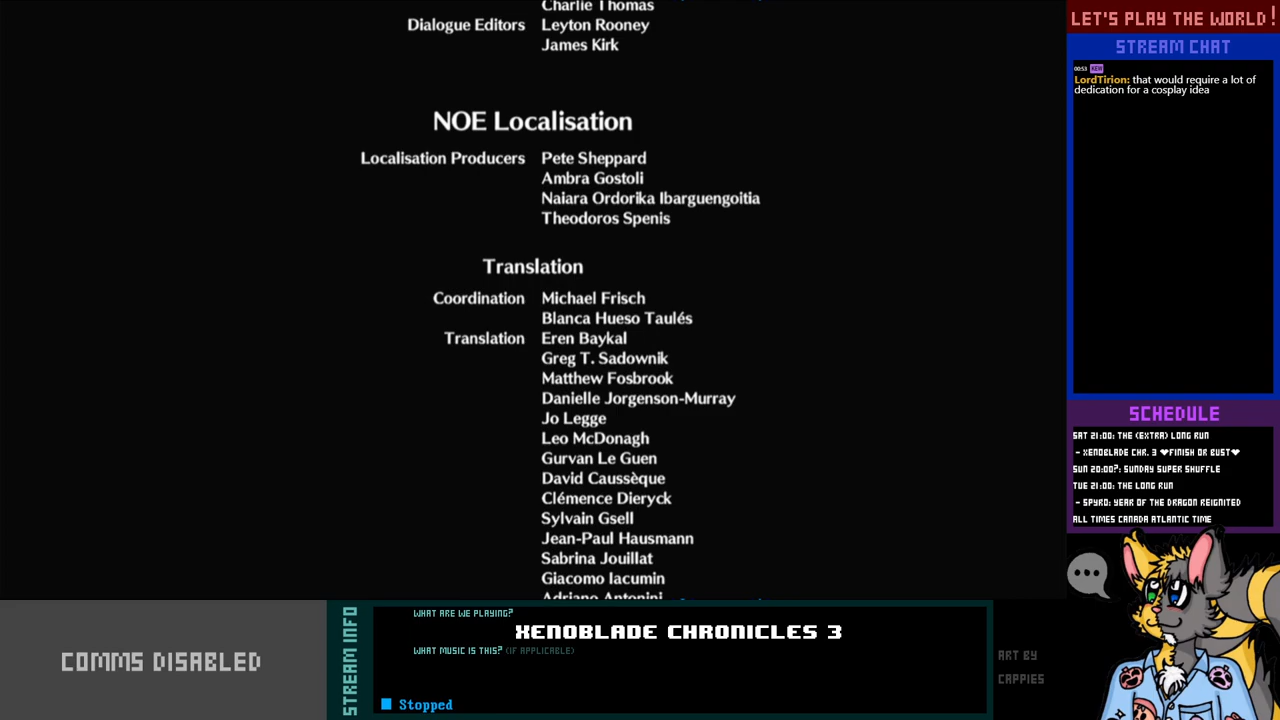 Charlie Thomas
Dialogue Editors Leyton Rooney
James Kirk
NOE Localisation
Localisation Producers Pete Sheppard
Ambra Gostoli
Naiara Ordorika Ibarguengoitia
Theodoros Spenis
Translation
Coordination Michael Frisch
Blanca Hueso Taulés
Translation Eren Baykal
Greg T. Sadownik
Matthew Fosbrook
Danielle Jorgenson-Murray
Jo Legge
Leo McDonagh
Gurvan Le Guen
David Caussèque
Clémence Dieryck
Sylvain Gsell
Jean-Paul Hausmann
Sabrina Jouillat
Giacomo Iacumin
Adriano Antonini
LET'S PLAY THE WORLD!
STREAM CHAT
00:53 NEW
LordTirion: that would require a lot of
dedication for a cosplay idea
SCHEDULE
SAT 21:00: THE (EXTRA) LONG RUN
- XENOBLADE CHR. 3 ♥FINISH OR BUST♥
SUN 20:00?: SUNDAY SUPER SHUFFLE
TUE 21:00: THE LONG RUN
- SPYRO: YEAR OF THE DRAGON REIGNITED
ALL TIMES CANADA ATLANTIC TIME
COMMS DISABLED
STREAM INFO
WHAT ARE WE PLAYING?
XENOBLADE CHRONICLES 3
WHAT MUSIC IS THIS? (IF APPLICABLE)
Stopped
ART BY
CAPPIES